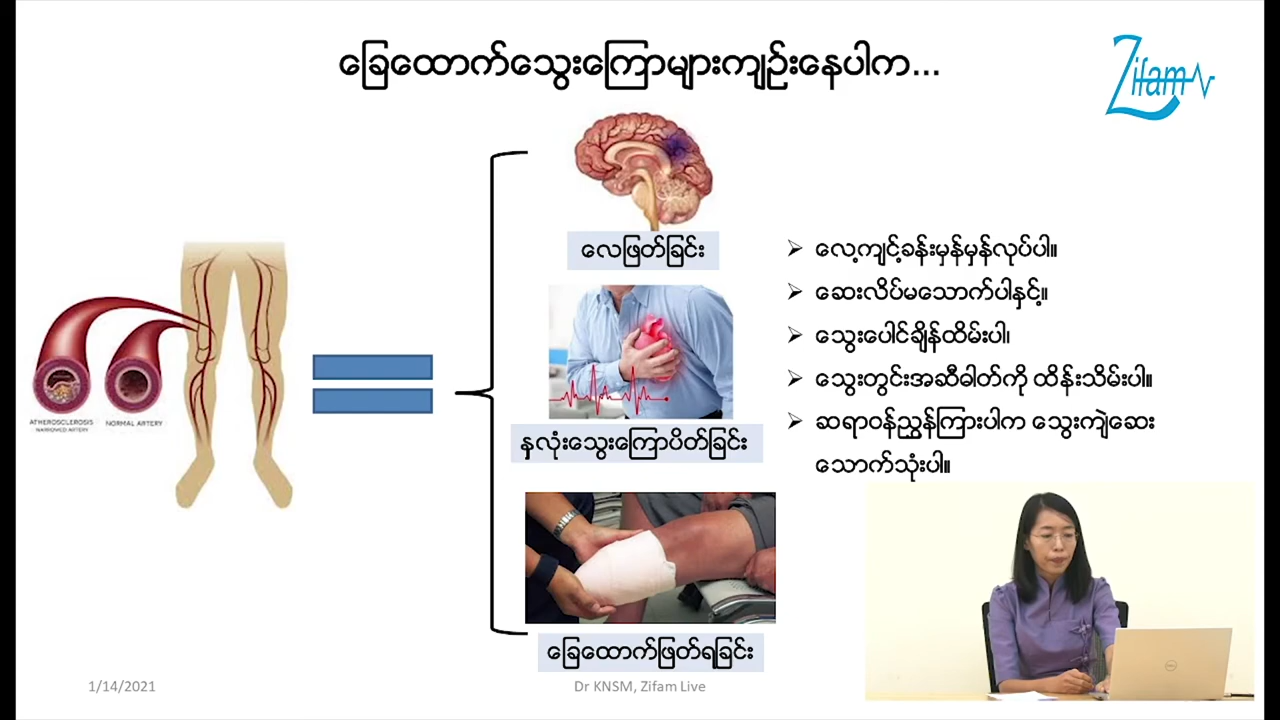 ခြေထောက်သွေးကြောများကျဉ်းနေပါက...
Zifam
လေဖြတ်ခြင်း
နှလုံးသွေးကြောပိတ်ခြင်း
ခြေထောက်ဖြတ်ရခြင်း
ATHEROSCLEROSIS
NARROWED ARTERY
NORMAL ARTERY
➢ လေ့ကျင့်ခန်းမှန်မှန်လုပ်ပါ။
➢ ဆေးလိပ်မသောက်ပါနှင့်။
➢ သွေးပေါင်ချိန်ထိမ်းပါ၊
➢ သွေးတွင်းအဆီဓါတ်ကို ထိန်းသိမ်းပါ။
➢ ဆရာဝန်ညွှန်ကြားပါက သွေးကျဲဆေး
သောက်သုံးပါ။
DELL
1/14/2021
Dr KNSM, Zifam Live